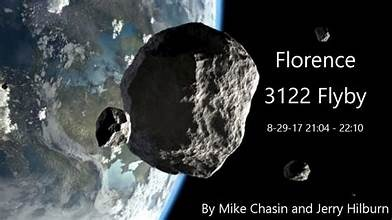 Florence
3122 Flyby
8-29-17 21:04 - 22:10
By Mike Chasin and Jerry Hilburn